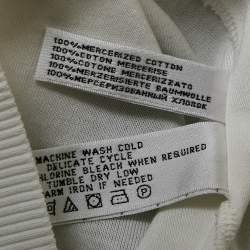 100%MERCERIZED COTTON
100%COTON MERCERISE
100%COTONE MERCERIZZATO
100%MERZERISIERTE BAUMWOLLE
100%МЕРСЕРИЗОВАННЫЙ ХЛОПОК
MACHINE WASH COLD
DELICATE CYCLE
CHLORINE BLEACH WHEN REQUIRED
TUMBLE DRY LOW
WARM IRON IF NEEDED